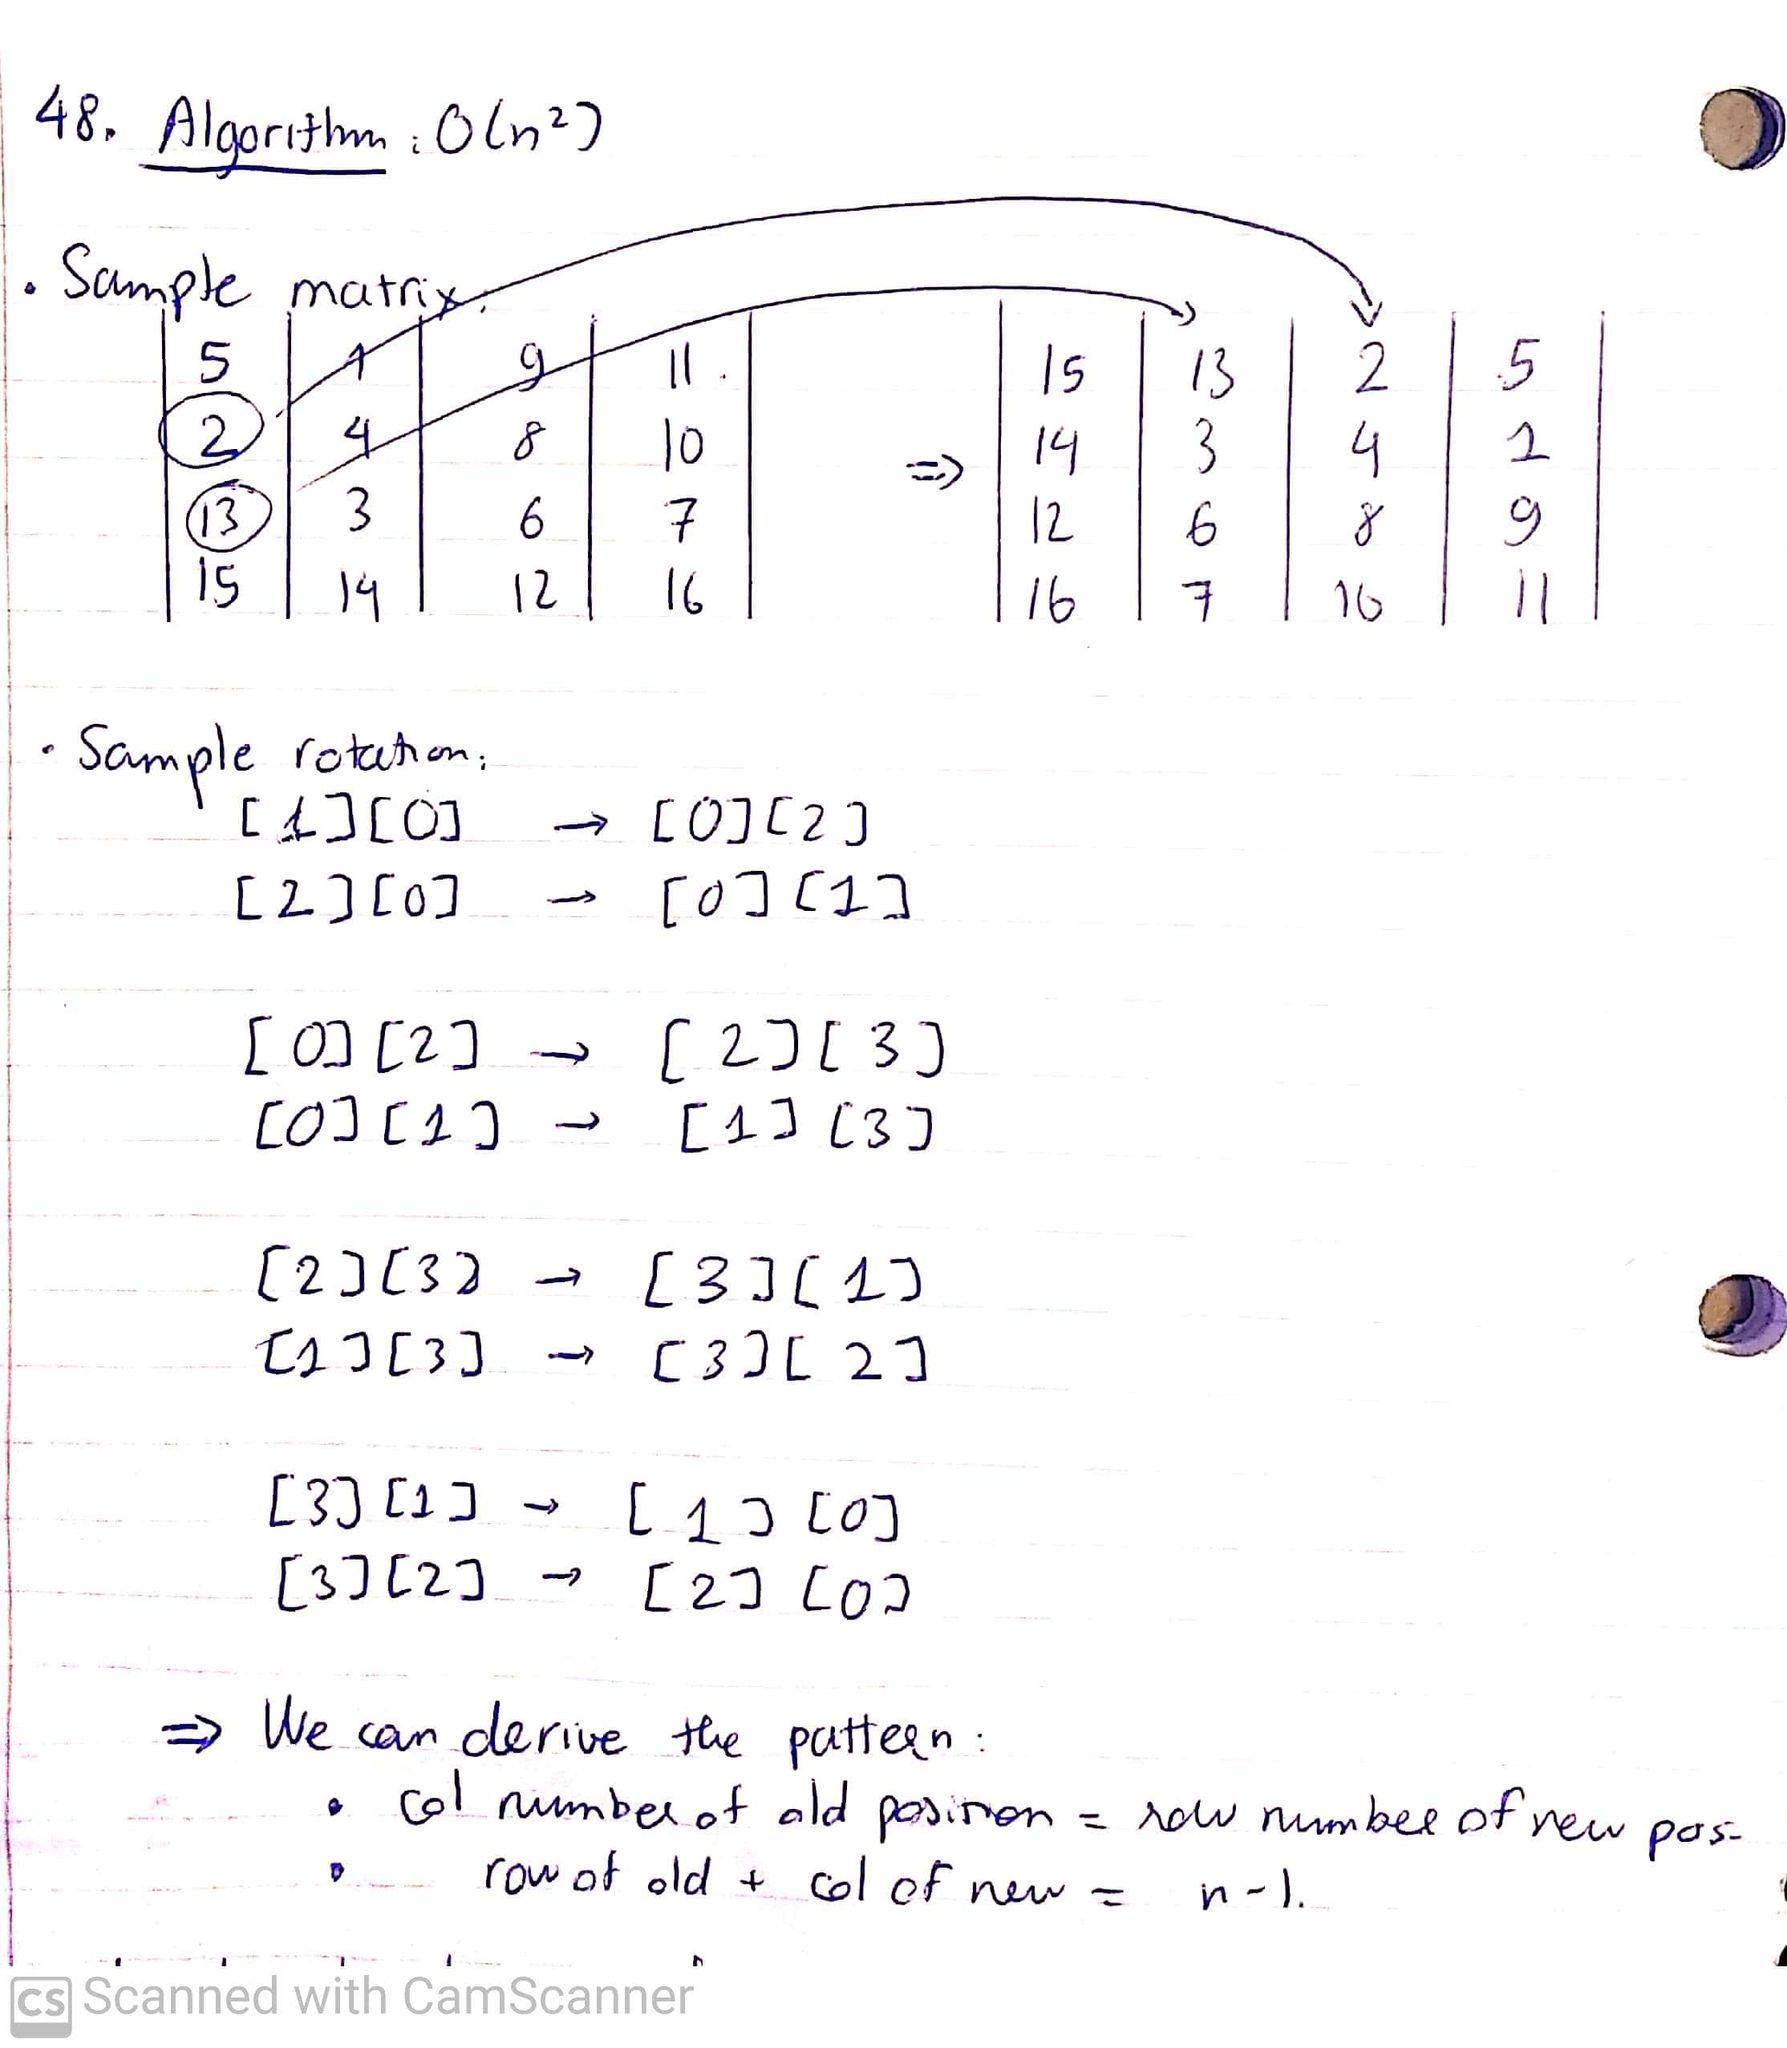 48. Algorithm: O(n²)
• Sample matrix:
5 | 1 | 9 | 11 15 | 13 | 2 | 5
2 | 4 | 8 | 10 => 14 | 3 | 4 | 1
13 | 3 | 6 | 7 12 | 6 | 8 | 9
15 | 14 | 12 | 16 16 | 7 | 10 | 11
• Sample rotation:
[1][0] → [0][2]
[2][0] → [0][1]
[0][2] → [2][3]
[0][1] → [1][3]
[2][3] → [3][1]
[1][3] → [3][2]
[3][1] → [1][0]
[3][2] → [2][0]
=> We can derive the pattern:
• col number of old position = row number of new pos-
• row of old + col of new = n-1.
CS Scanned with CamScanner